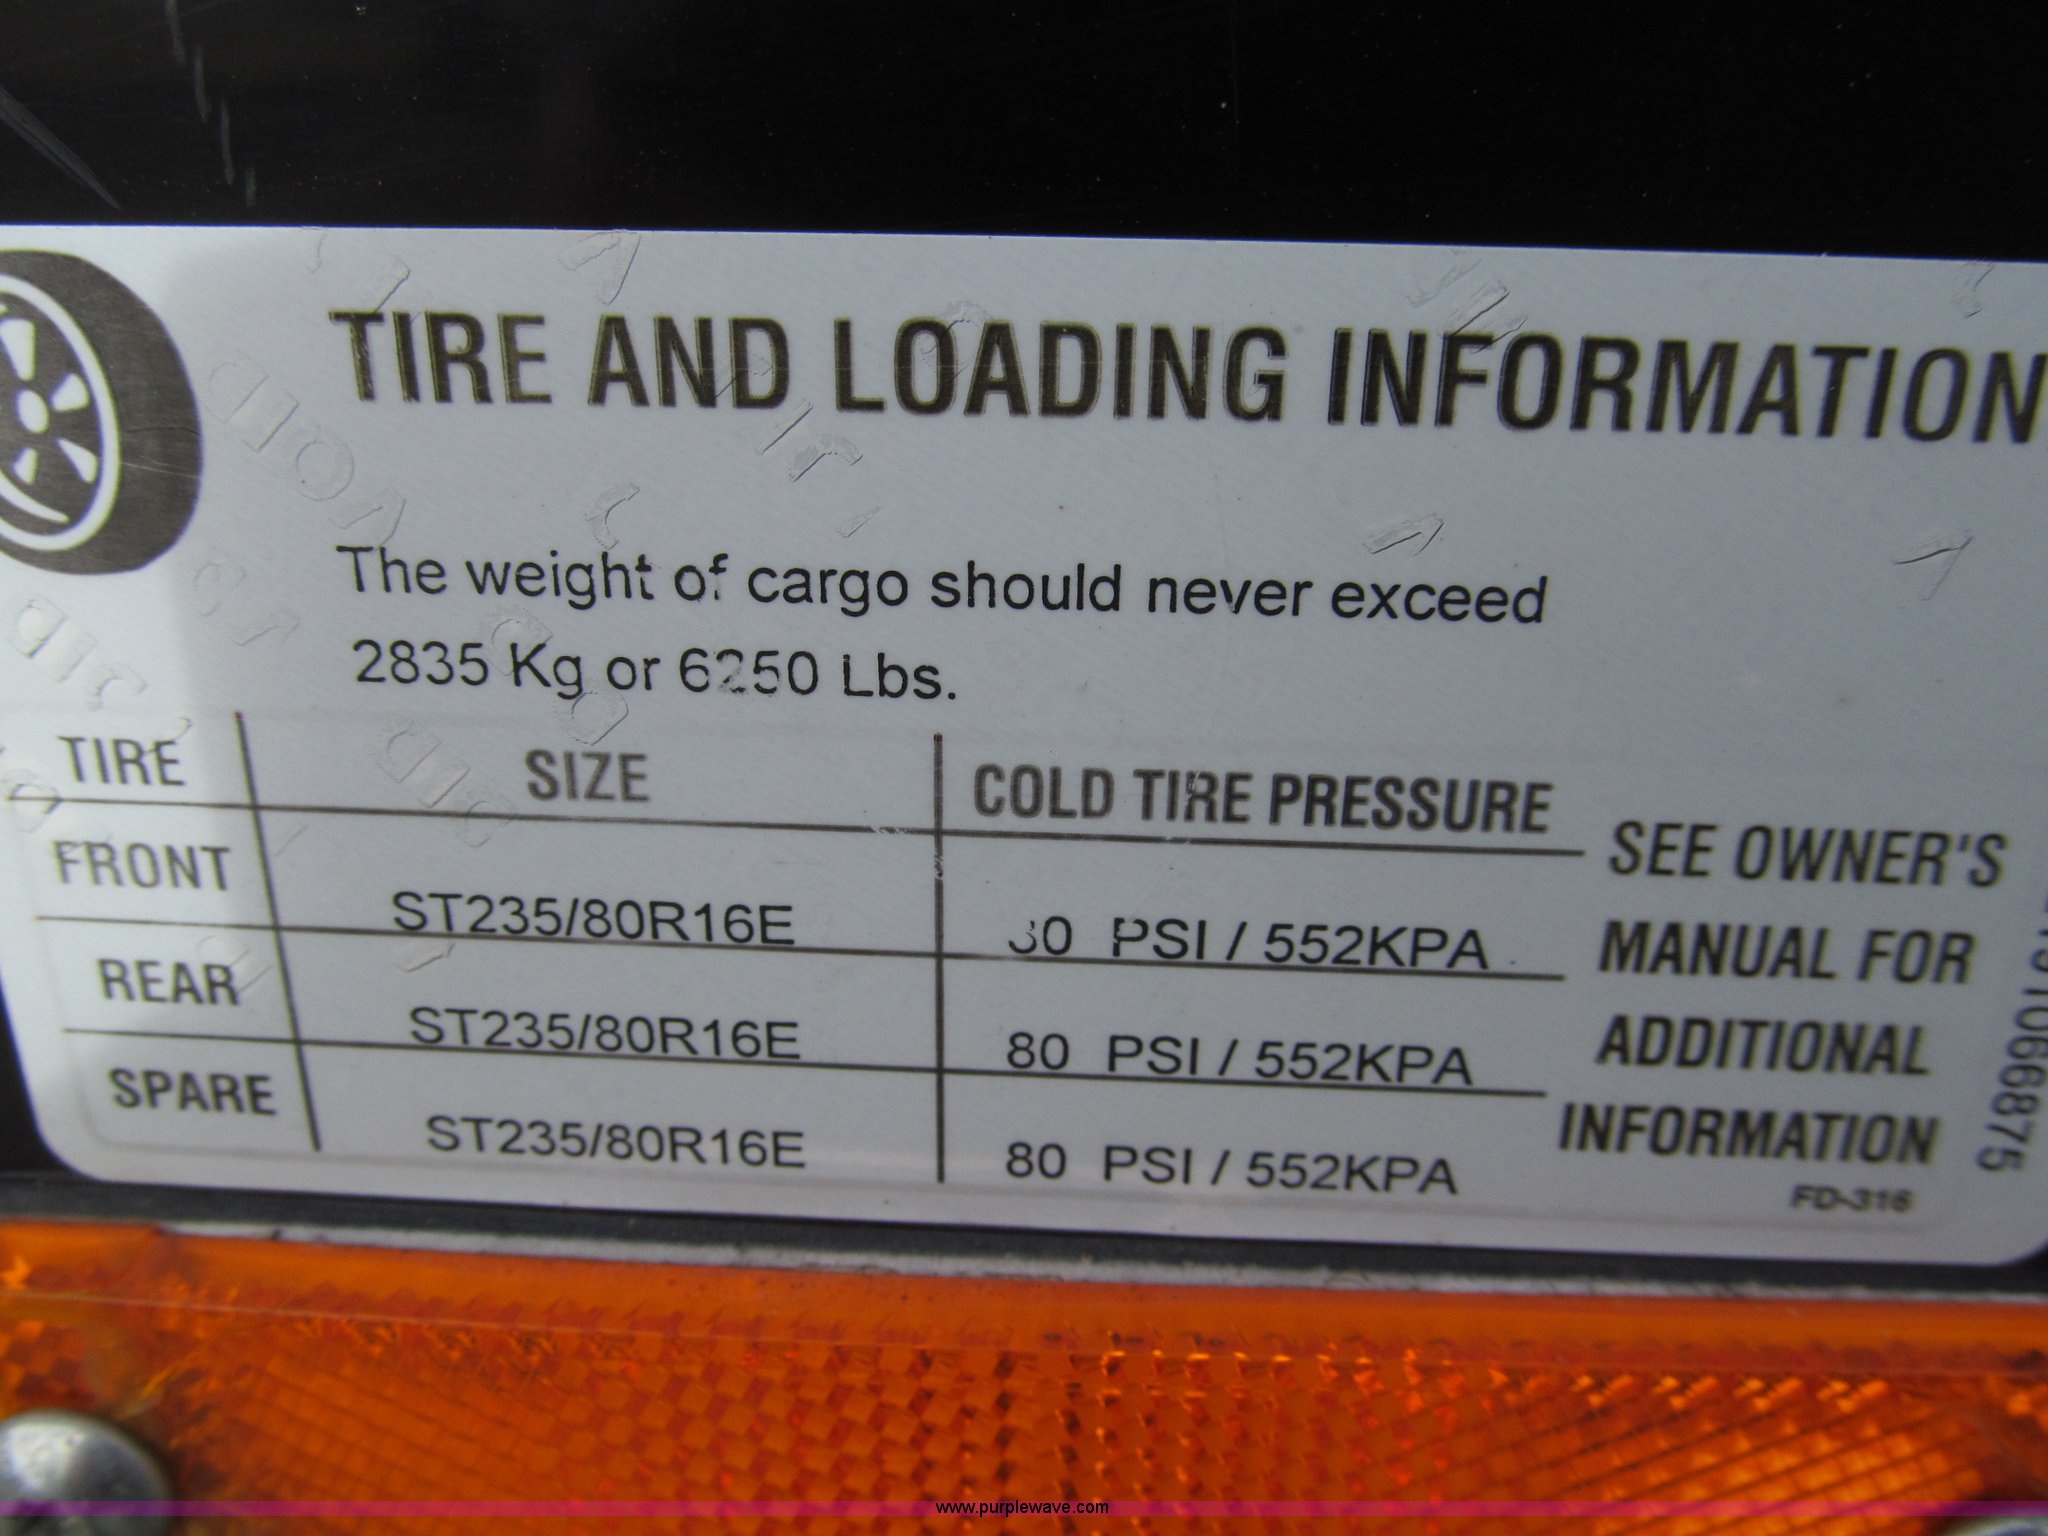 TIRE AND LOADING INFORMATION
The weight of cargo should never exceed
2835 Kg or 6250 Lbs.
TIRE SIZE COLD TIRE PRESSURE
FRONT ST235/80R16E 80 PSI / 552KPA
REAR ST235/80R16E 80 PSI / 552KPA
SPARE ST235/80R16E 80 PSI / 552KPA
SEE OWNER'S
MANUAL FOR
ADDITIONAL
INFORMATION
FD-316
VOID
www.purplewave.com